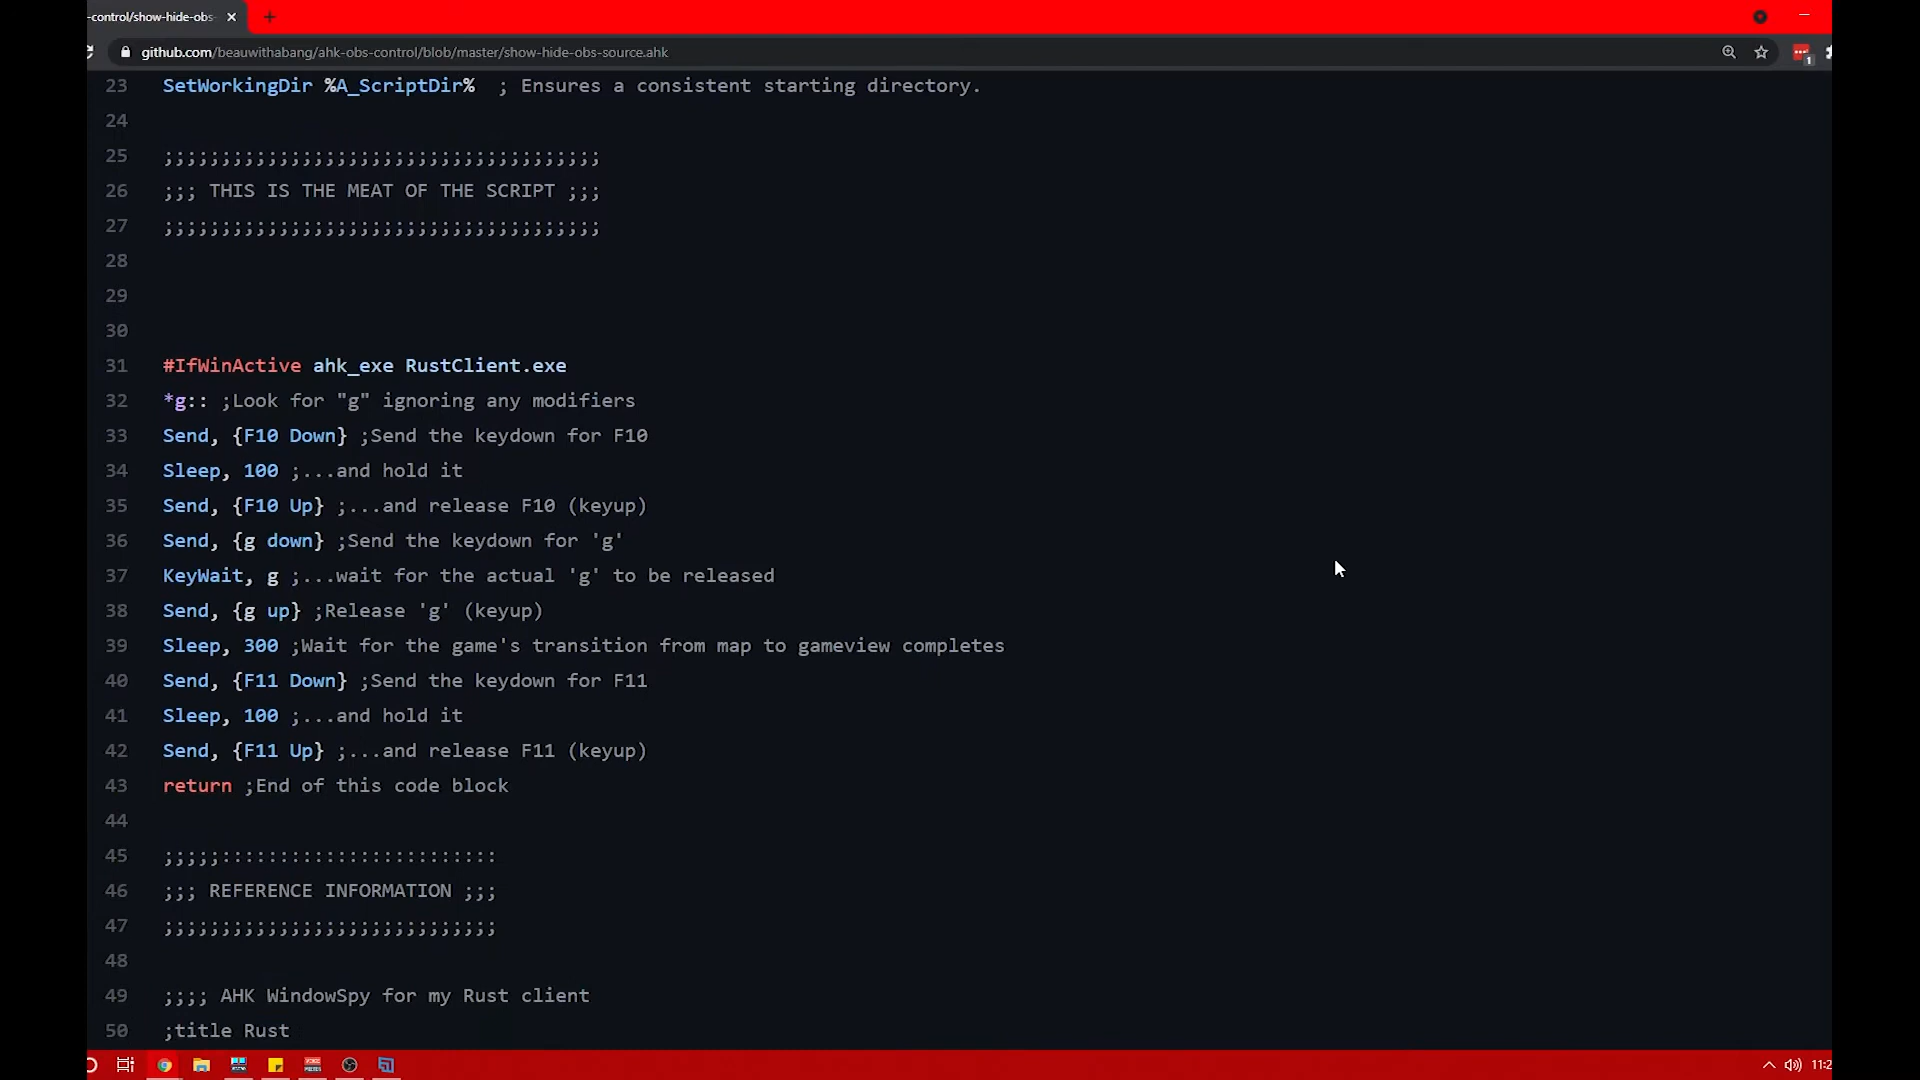 -control/show-hide-obs-
github.com/beauwithabang/ahk-obs-control/blob/master/show-hide-obs-source.ahk
1
23 SetWorkingDir %A_ScriptDir% ; Ensures a consistent starting directory.
24
25 ;;;;;;;;;;;;;;;;;;;;;;;;;;;;;;;;;;;;;;
26 ;;; THIS IS THE MEAT OF THE SCRIPT ;;;
27 ;;;;;;;;;;;;;;;;;;;;;;;;;;;;;;;;;;;;;;
28
29
30
31 #IfWinActive ahk_exe RustClient.exe
32 *g:: ;Look for "g" ignoring any modifiers
33 Send, {F10 Down} ;Send the keydown for F10
34 Sleep, 100 ;...and hold it
35 Send, {F10 Up} ;...and release F10 (keyup)
36 Send, {g down} ;Send the keydown for 'g'
37 KeyWait, g ;...wait for the actual 'g' to be released
38 Send, {g up} ;Release 'g' (keyup)
39 Sleep, 300 ;Wait for the game's transition from map to gameview completes
40 Send, {F11 Down} ;Send the keydown for F11
41 Sleep, 100 ;...and hold it
42 Send, {F11 Up} ;...and release F11 (keyup)
43 return ;End of this code block
44
45 ;;;;;::::::::::::::::::::::::
46 ;;; REFERENCE INFORMATION ;;;
47 ;;;;;;;;;;;;;;;;;;;;;;;;;;;;;
48
49 ;;;; AHK WindowSpy for my Rust client
50 ;title Rust
11:2